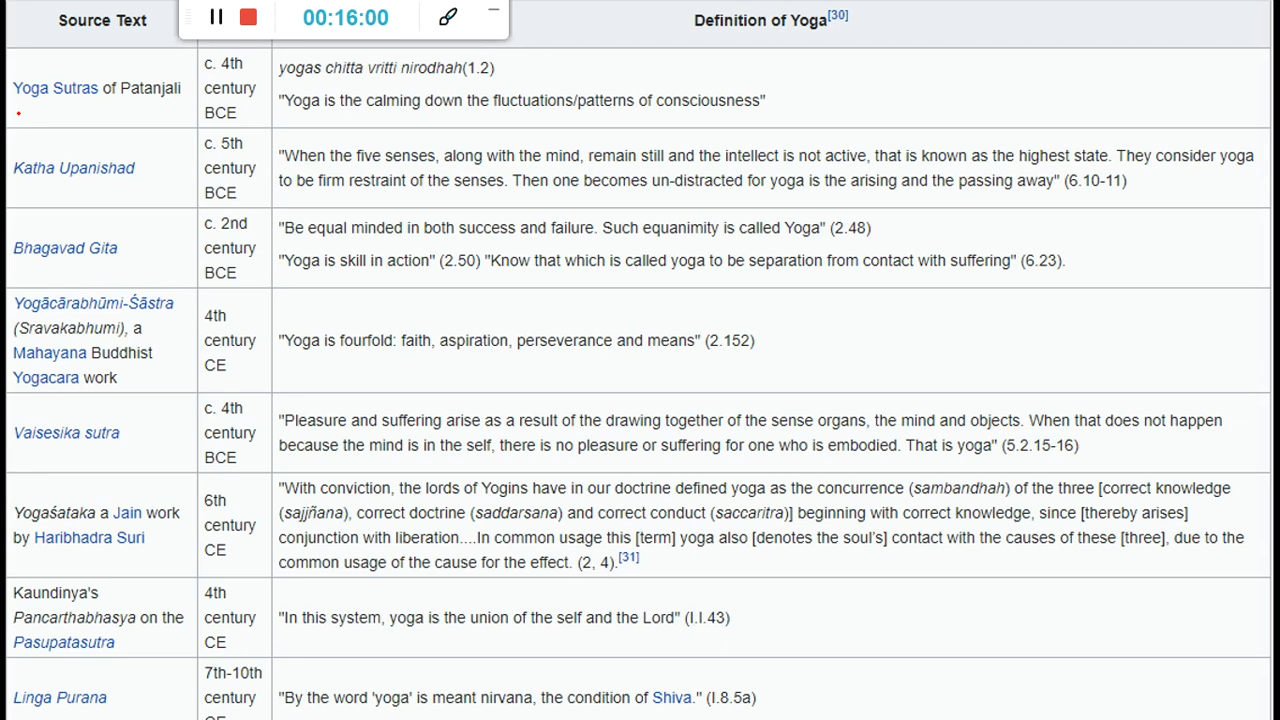 Source Text
00:16:00
Definition of Yoga[30]
Yoga Sutras of Patanjali
c. 4th
century
BCE
yogas chitta vritti nirodhah(1.2)
"Yoga is the calming down the fluctuations/patterns of consciousness"
Katha Upanishad
c. 5th
century
BCE
"When the five senses, along with the mind, remain still and the intellect is not active, that is known as the highest state. They consider yoga
to be firm restraint of the senses. Then one becomes un-distracted for yoga is the arising and the passing away" (6.10-11)
Bhagavad Gita
c. 2nd
century
BCE
"Be equal minded in both success and failure. Such equanimity is called Yoga" (2.48)
"Yoga is skill in action" (2.50) "Know that which is called yoga to be separation from contact with suffering" (6.23).
Yogācārabhūmi-Śāstra
(Sravakabhumi), a
Mahayana Buddhist
Yogacara work
4th
century
CE
"Yoga is fourfold: faith, aspiration, perseverance and means" (2.152)
Vaisesika sutra
c. 4th
century
BCE
"Pleasure and suffering arise as a result of the drawing together of the sense organs, the mind and objects. When that does not happen
because the mind is in the self, there is no pleasure or suffering for one who is embodied. That is yoga" (5.2.15-16)
Yogaśataka a Jain work
by Haribhadra Suri
6th
century
CE
"With conviction, the lords of Yogins have in our doctrine defined yoga as the concurrence (sambandhah) of the three [correct knowledge
(sajjñana), correct doctrine (saddarsana) and correct conduct (saccaritra)] beginning with correct knowledge, since [thereby arises]
conjunction with liberation....In common usage this [term] yoga also [denotes the soul's] contact with the causes of these [three], due to the
common usage of the cause for the effect. (2, 4).[31]
Kaundinya's
Pancarthabhasya on the
Pasupatasutra
4th
century
CE
"In this system, yoga is the union of the self and the Lord" (I.I.43)
Linga Purana
7th-10th
century
"By the word 'yoga' is meant nirvana, the condition of Shiva." (I.8.5a)